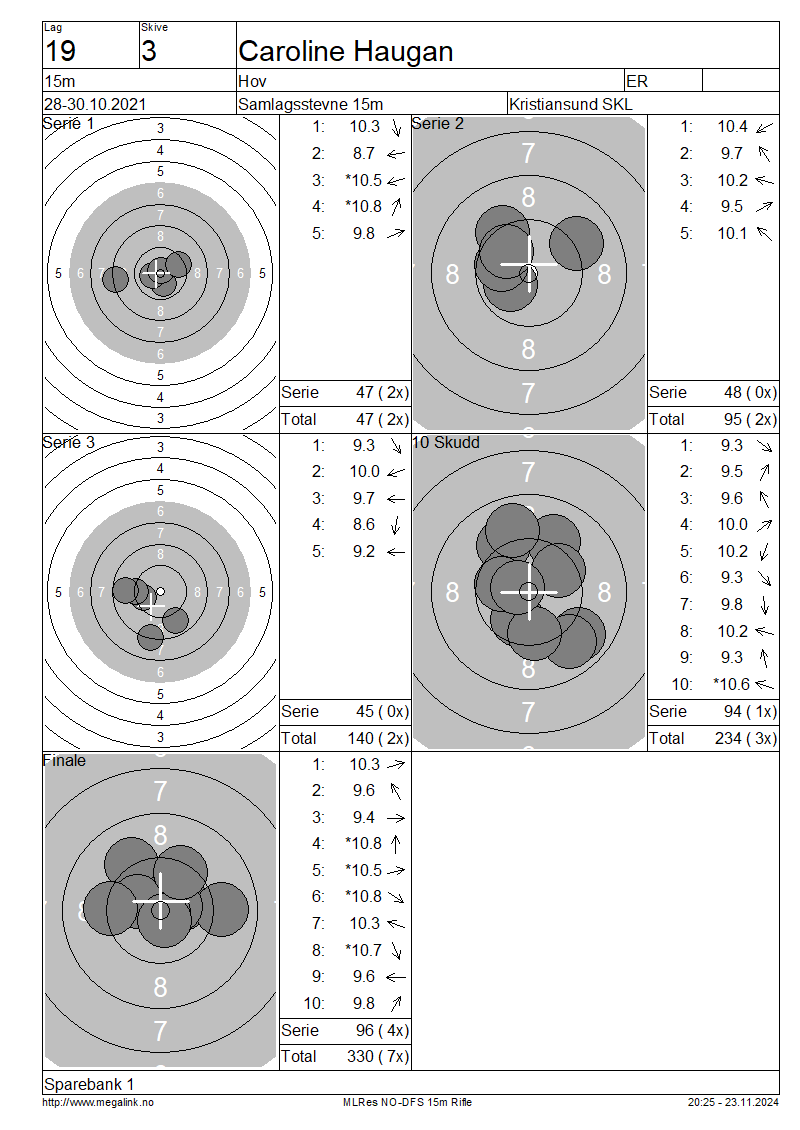 Lag
Skive
19
3
Caroline Haugan
15m
Hov
ER
28-30.10.2021
Samlagsstevne 15m
Kristiansund SKL
Serie 1
3
4
5
6
7
8
5 6 7 8 7 6 5
8
7
6
5
4
3
1: 10.3
2: 8.7
3: *10.5
4: *10.8
5: 9.8
Serie 47 ( 2x)
Total 47 ( 2x)
Serie 2
7
8
8 8
8
7
1: 10.4
2: 9.7
3: 10.2
4: 9.5
5: 10.1
Serie 48 ( 0x)
Total 95 ( 2x)
Serie 3
3
4
5
6
7
8
5 6 7 8 7 6 5
7
6
5
4
3
1: 9.3
2: 10.0
3: 9.7
4: 8.6
5: 9.2
Serie 45 ( 0x)
Total 140 ( 2x)
10 Skudd
7
8 8
8
7
1: 9.3
2: 9.5
3: 9.6
4: 10.0
5: 10.2
6: 9.3
7: 9.8
8: 10.2
9: 9.3
10: *10.6
Serie 94 ( 1x)
Total 234 ( 3x)
Finale
7
8
8
8
7
1: 10.3
2: 9.6
3: 9.4
4: *10.8
5: *10.5
6: *10.8
7: 10.3
8: *10.7
9: 9.6
10: 9.8
Serie 96 ( 4x)
Total 330 ( 7x)
Sparebank 1
http://www.megalink.no
MLRes NO-DFS 15m Rifle
20:25 - 23.11.2024